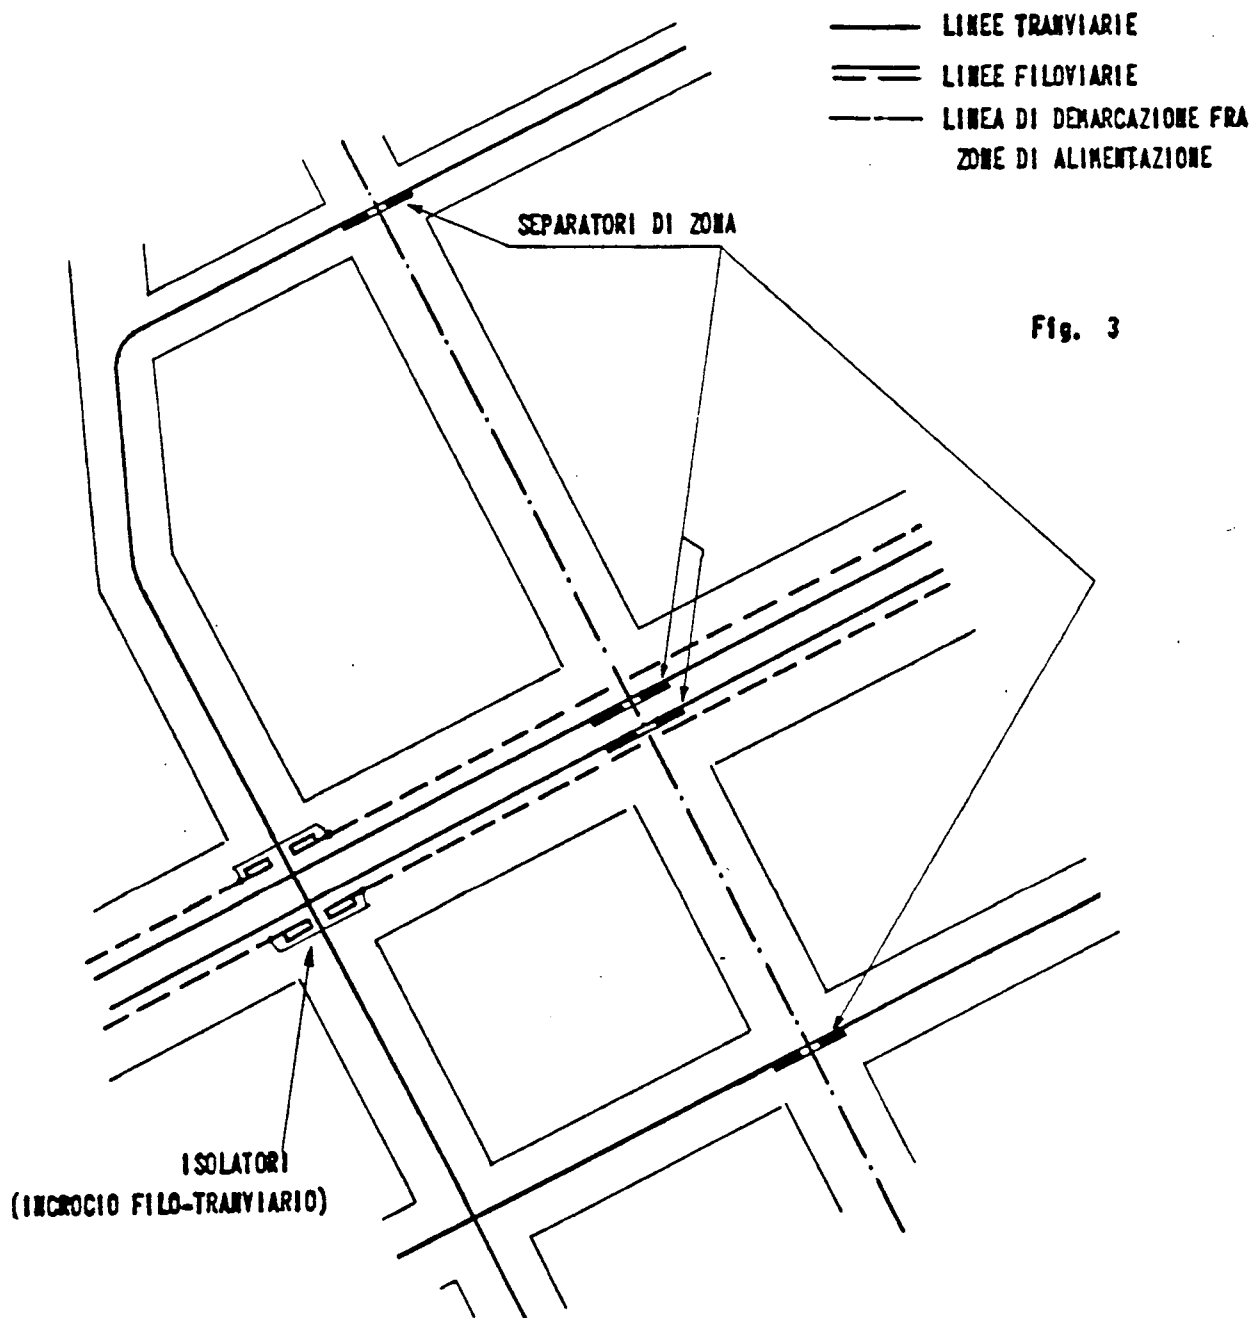 LINEE TRANVIARIE
LINEE FILOVIARIE
LINEA DI DEMARCAZIONE FRA
ZONE DI ALIMENTAZIONE
SEPARATORI DI ZONA
Fig. 3
ISOLATORI
(INCROCIO FILO-TRANVIARIO)